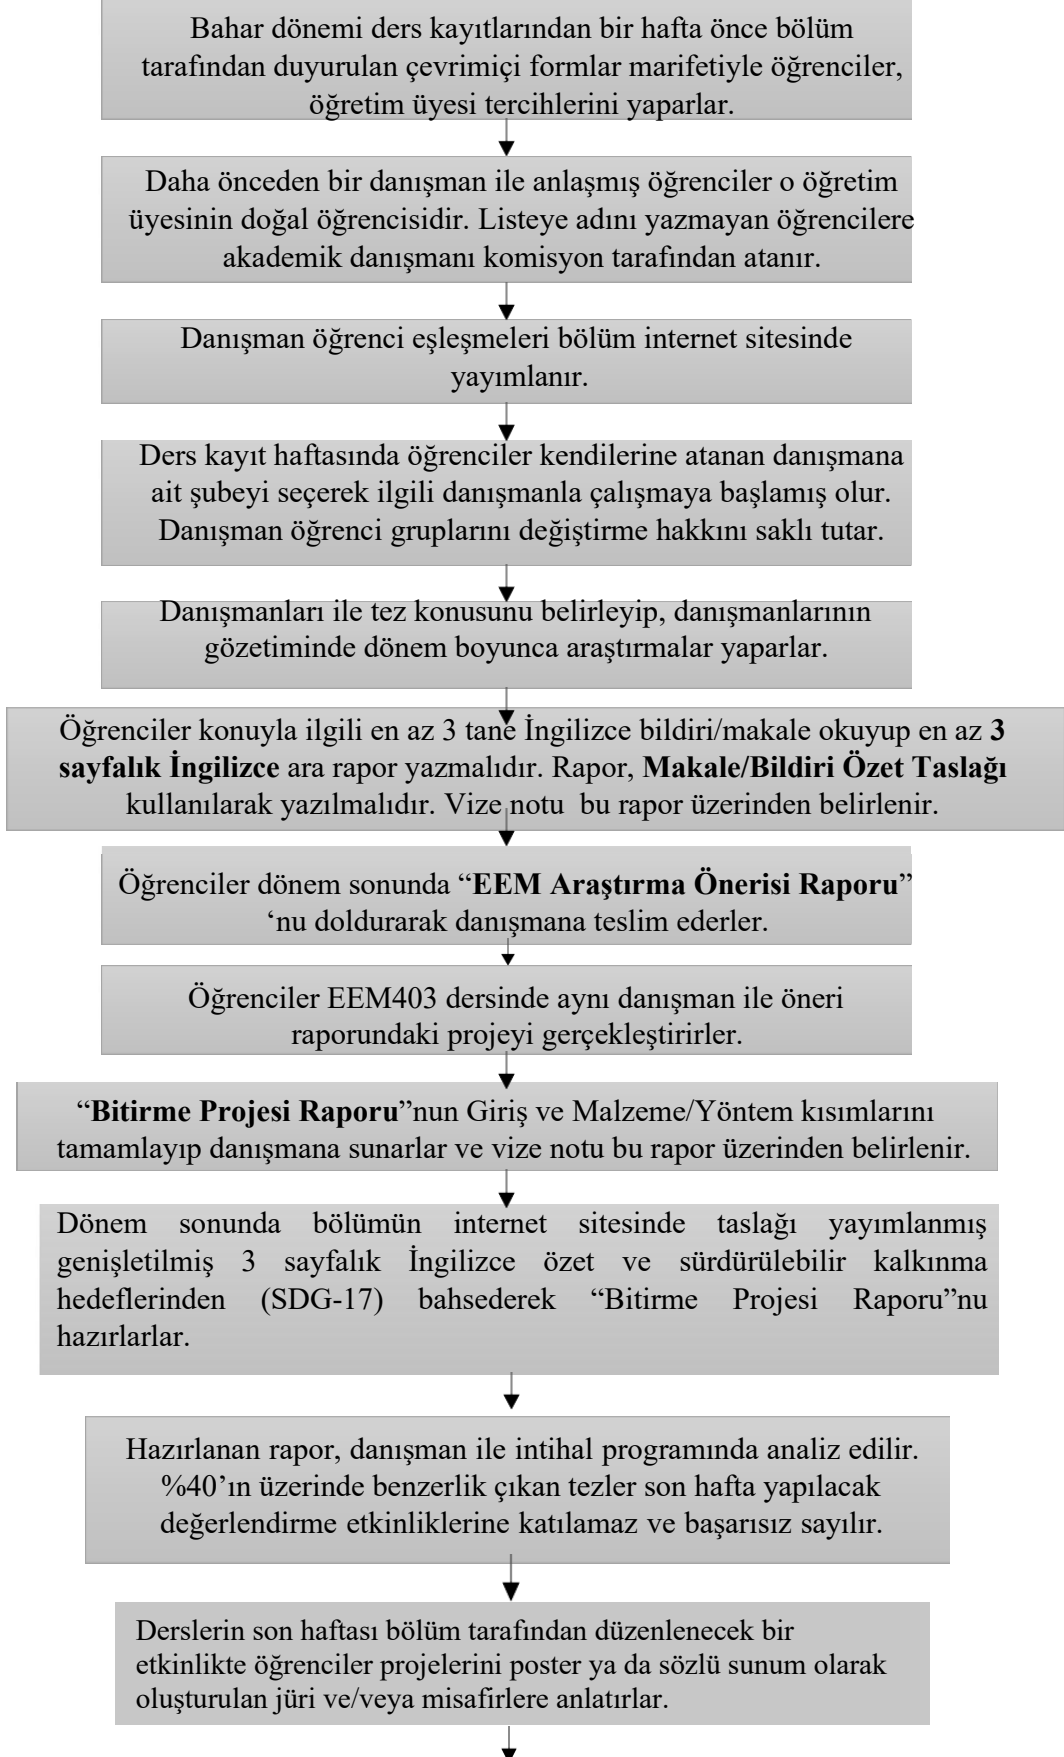 Bahar dönemi ders kayıtlarından bir hafta önce bölüm
tarafından duyurulan çevrimiçi formlar marifetiyle öğrenciler,
öğretim üyesi tercihlerini yaparlar.
Daha önceden bir danışman ile anlaşmış öğrenciler o öğretim
üyesinin doğal öğrencisidir. Listeye adını yazmayan öğrencilere
akademik danışmanı komisyon tarafından atanır.
Danışman öğrenci eşleşmeleri bölüm internet sitesinde
yayımlanır.
Ders kayıt haftasında öğrenciler kendilerine atanan danışmana
ait şubeyi seçerek ilgili danışmanla çalışmaya başlamış olur.
Danışman öğrenci gruplarını değiştirme hakkını saklı tutar.
Danışmanları ile tez konusunu belirleyip, danışmanlarının
gözetiminde dönem boyunca araştırmalar yaparlar.
Öğrenciler konuyla ilgili en az 3 tane İngilizce bildiri/makale okuyup en az 3
sayfalık İngilizce ara rapor yazmalıdır. Rapor, Makale/Bildiri Özet Taslağı
kullanılarak yazılmalıdır. Vize notu bu rapor üzerinden belirlenir.
Öğrenciler dönem sonunda “EEM Araştırma Önerisi Raporu”
‘nu doldurarak danışmana teslim ederler.
Öğrenciler EEM403 dersinde aynı danışman ile öneri
raporundaki projeyi gerçekleştirirler.
“Bitirme Projesi Raporu”nun Giriş ve Malzeme/Yöntem kısımlarını
tamamlayıp danışmana sunarlar ve vize notu bu rapor üzerinden belirlenir.
Dönem sonunda bölümün internet sitesinde taslağı yayımlanmış
genişletilmiş 3 sayfalık İngilizce özet ve sürdürülebilir kalkınma
hedeflerinden (SDG-17) bahsederek “Bitirme Projesi Raporu”nu
hazırlarlar.
Hazırlanan rapor, danışman ile intihal programında analiz edilir.
%40’ın üzerinde benzerlik çıkan tezler son hafta yapılacak
değerlendirme etkinliklerine katılamaz ve başarısız sayılır.
Derslerin son haftası bölüm tarafından düzenlenecek bir
etkinlikte öğrenciler projelerini poster ya da sözlü sunum olarak
oluşturulan jüri ve/veya misafirlere anlatırlar.